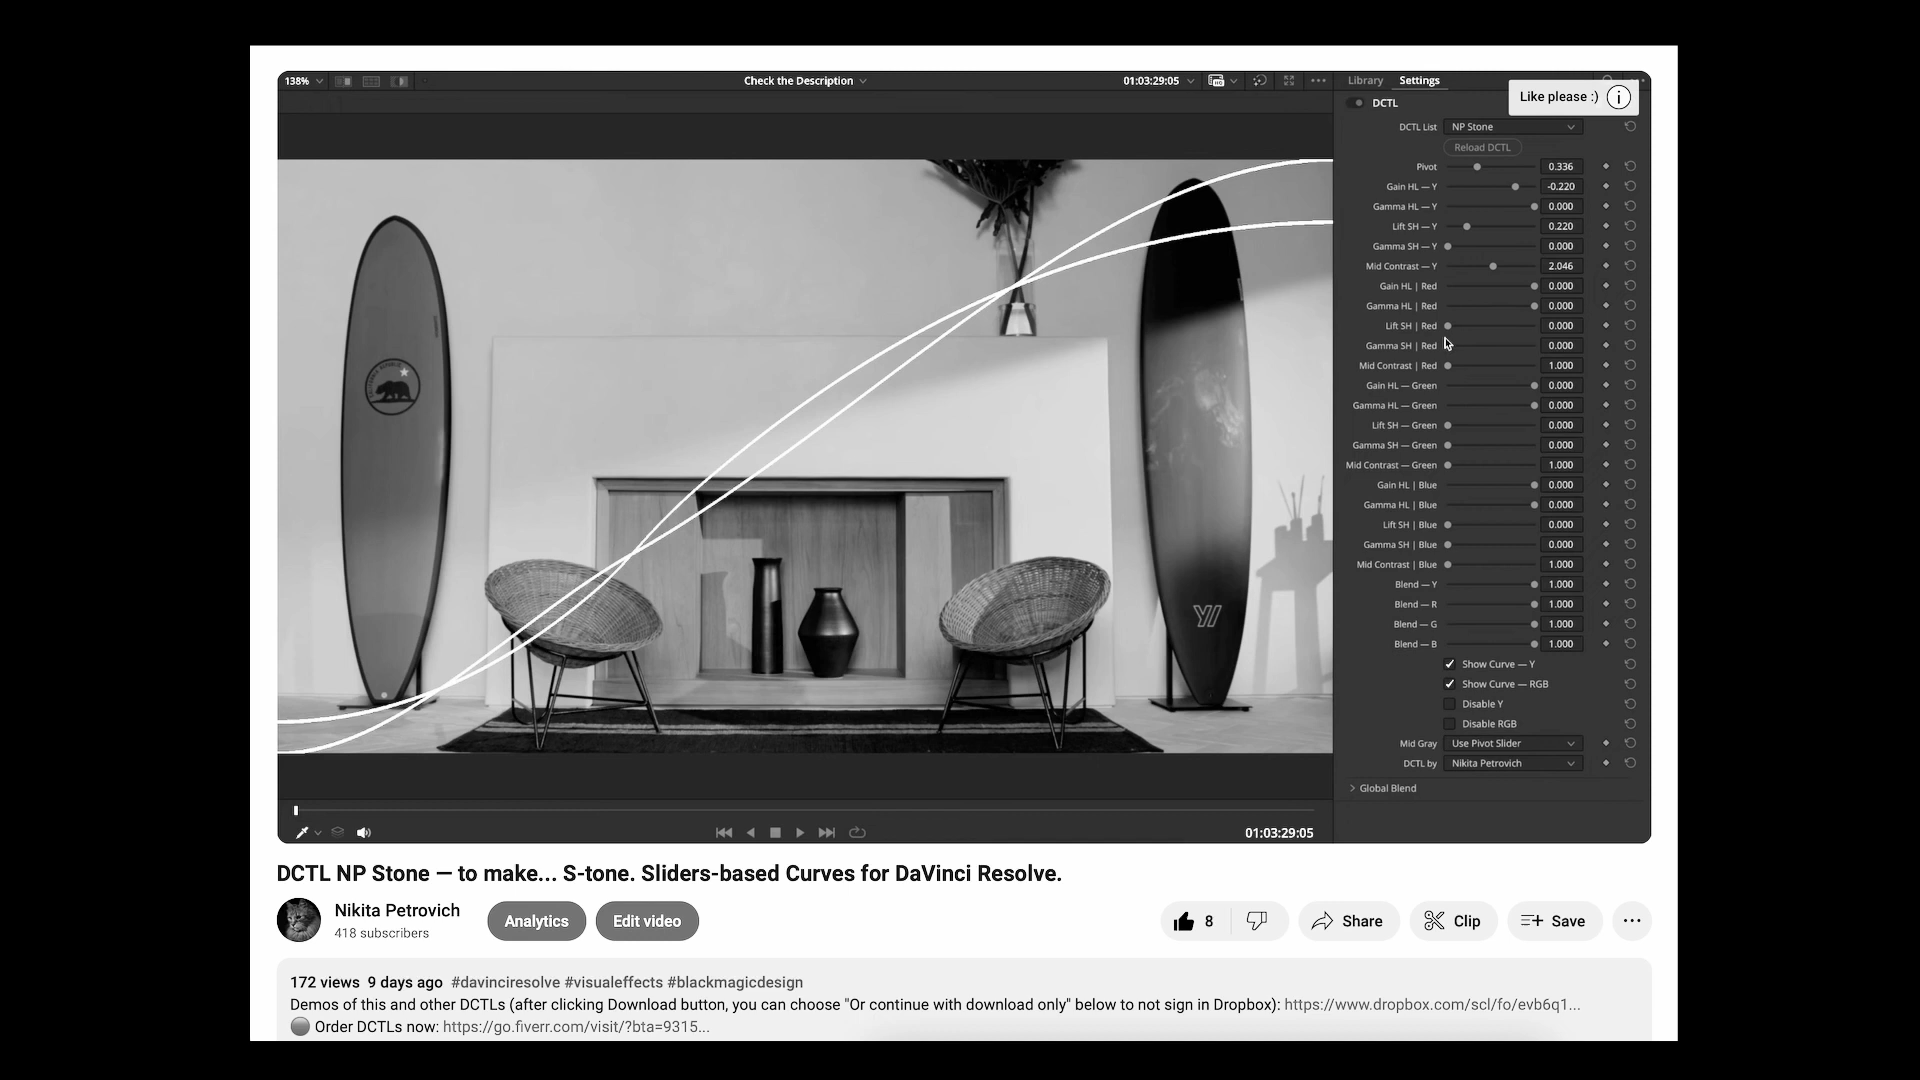 138%
Check the Description
01:03:29:05
Library
Settings
Like please :)
DCTL
DCTL List
NP Stone
Reload DCTL
Pivot 0.336
Gain HL — Y -0.220
Gamma HL — Y 0.000
Lift SH — Y 0.220
Gamma SH — Y 0.000
Mid Contrast — Y 2.046
Gain HL | Red 0.000
Gamma HL | Red 0.000
Lift SH | Red 0.000
Gamma SH | Red 0.000
Mid Contrast | Red 1.000
Gain HL — Green 0.000
Gamma HL — Green 0.000
Lift SH — Green 0.000
Gamma SH — Green 0.000
Mid Contrast — Green 1.000
Gain HL | Blue 0.000
Gamma HL | Blue 0.000
Lift SH | Blue 0.000
Gamma SH | Blue 0.000
Mid Contrast | Blue 1.000
Blend — Y 1.000
Blend — R 1.000
Blend — G 1.000
Blend — B 1.000
Show Curve — Y
Show Curve — RGB
Disable Y
Disable RGB
Mid Gray Use Pivot Slider
DCTL by Nikita Petrovich
Global Blend
01:03:29:05
DCTL NP Stone — to make... S-tone. Sliders-based Curves for DaVinci Resolve.
Nikita Petrovich
418 subscribers
Analytics
Edit video
8
Share
Clip
Save
172 views 9 days ago #davinciresolve #visualeffects #blackmagicdesign
Demos of this and other DCTLs (after clicking Download button, you can choose "Or continue with download only" below to not sign in Dropbox): https://www.dropbox.com/scl/fo/evb6q1...
Order DCTLs now: https://go.fiverr.com/visit/?bta=9315...